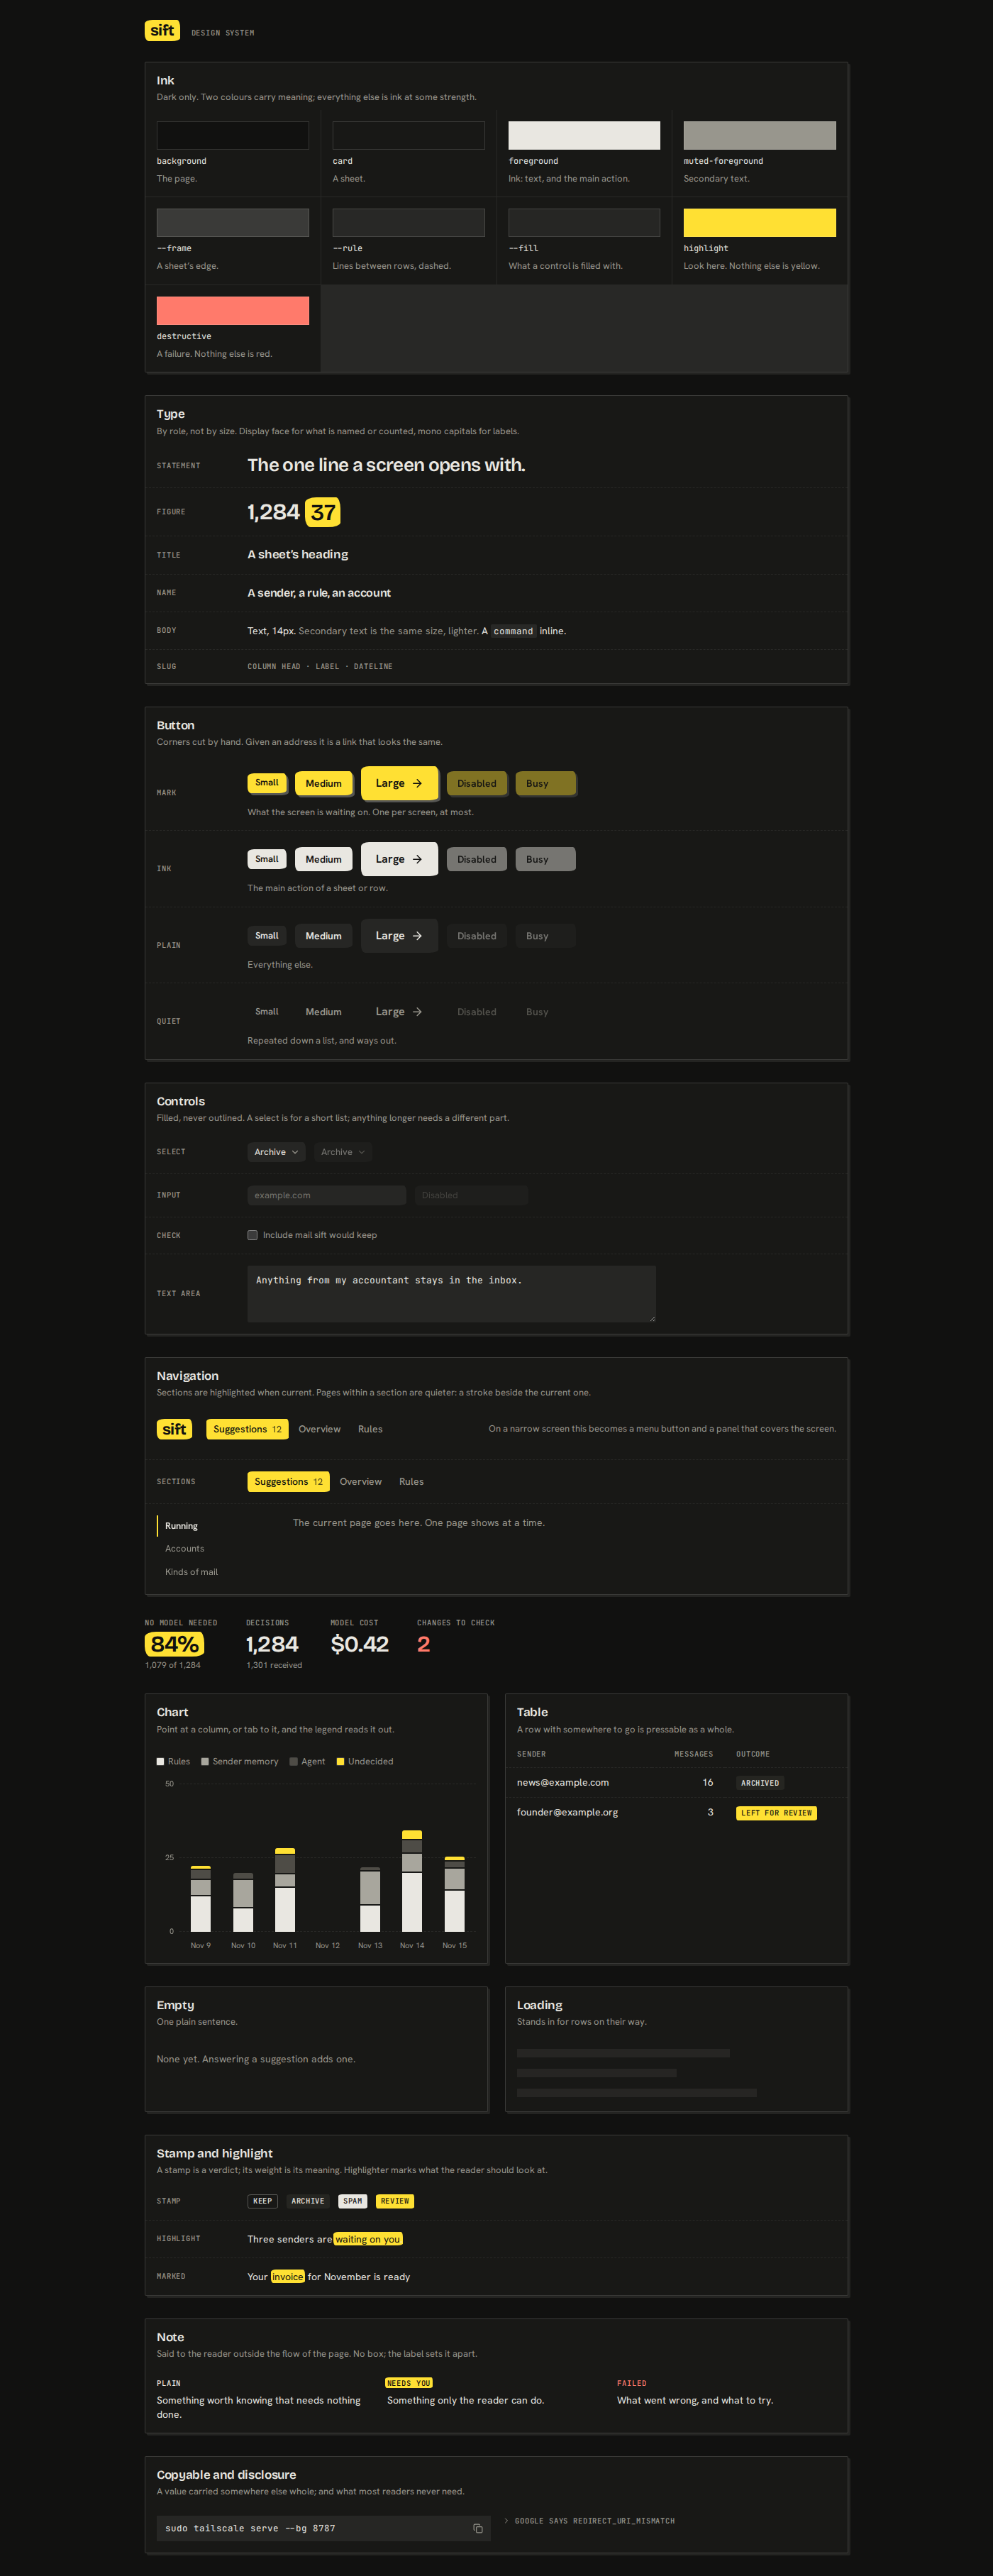 sift DESIGN SYSTEM
Ink
Dark only. Two colours carry meaning; everything else is ink at some strength.
background card foreground muted-foreground
The page. A sheet. Ink: text, and the main action. Secondary text.
--frame --rule --fill highlight
A sheet's edge. Lines between rows, dashed. What a control is filled with. Look here. Nothing else is yellow.
destructive
A failure. Nothing else is red.
Type
By role, not by size. Display face for what is named or counted, mono capitals for labels.
STATEMENT The one line a screen opens with.
FIGURE 1,284 37
TITLE A sheet's heading
NAME A sender, a rule, an account
BODY Text, 14px. Secondary text is the same size, lighter. A command inline.
SLUG COLUMN HEAD · LABEL · DATELINE
Button
Corners cut by hand. Given an address it is a link that looks the same.
MARK Small Medium Large → Disabled Busy
What the screen is waiting on. One per screen, at most.
INK Small Medium Large → Disabled Busy
The main action of a sheet or row.
PLAIN Small Medium Large → Disabled Busy
Everything else.
QUIET Small Medium Large → Disabled Busy
Repeated down a list, and ways out.
Controls
Filled, never outlined. A select is for a short list; anything longer needs a different part.
SELECT Archive Archive
INPUT example.com Disabled
CHECK Include mail sift would keep
TEXT AREA Anything from my accountant stays in the inbox.
Navigation
Sections are highlighted when current. Pages within a section are quieter: a stroke beside the current one.
sift Suggestions 12 Overview Rules On a narrow screen this becomes a menu button and a panel that covers the screen.
SECTIONS Suggestions 12 Overview Rules
Running The current page goes here. One page shows at a time.
Accounts
Kinds of mail
NO MODEL NEEDED DECISIONS MODEL COST CHANGES TO CHECK
84% 1,284 $0.42 2
1,079 of 1,284 1,301 received
Chart
Point at a column, or tab to it, and the legend reads it out.
Rules Sender memory Agent Undecided
50
25
0
Nov 9 Nov 10 Nov 11 Nov 12 Nov 13 Nov 14 Nov 15
Table
A row with somewhere to go is pressable as a whole.
SENDER MESSAGES OUTCOME
news@example.com 16 ARCHIVED
founder@example.org 3 LEFT FOR REVIEW
Empty
One plain sentence.
None yet. Answering a suggestion adds one.
Loading
Stands in for rows on their way.
Stamp and highlight
A stamp is a verdict; its weight is its meaning. Highlighter marks what the reader should look at.
STAMP KEEP ARCHIVE SPAM REVIEW
HIGHLIGHT Three senders are waiting on you
MARKED Your invoice for November is ready
Note
Said to the reader outside the flow of the page. No box; the label sets it apart.
PLAIN NEEDS YOU FAILED
Something worth knowing that needs nothing done. Something only the reader can do. What went wrong, and what to try.
Copyable and disclosure
A value carried somewhere else whole; and what most readers never need.
sudo tailscale serve --bg 8787 GOOGLE SAYS REDIRECT_URI_MISMATCH